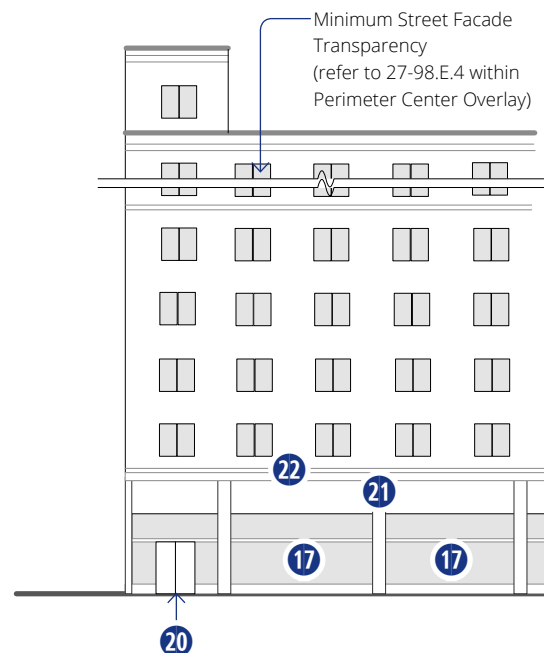 Minimum Street Facade
Transparency
(refer to 27-98.E.4 within
Perimeter Center Overlay)
22
21
17 17
20